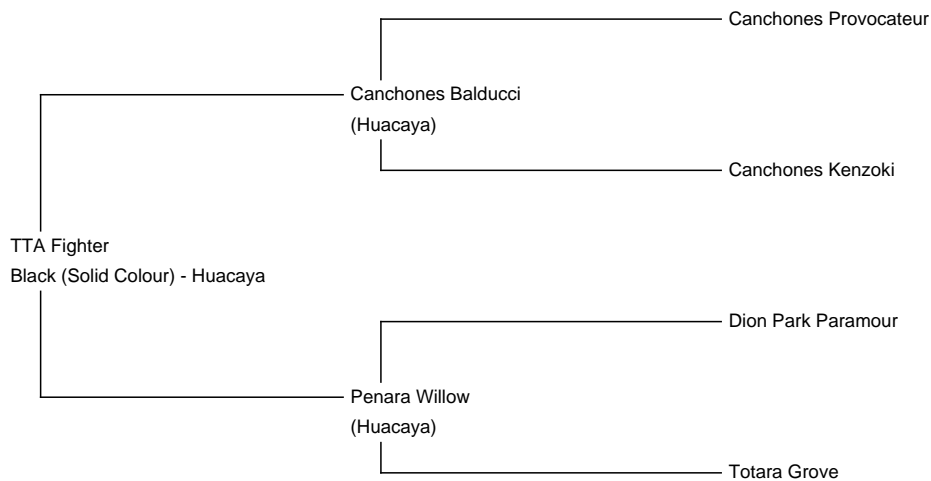 Canchones Provocateur
Canchones Balducci
(Huacaya)
Canchones Kenzoki
TTA Fighter
Black (Solid Colour) - Huacaya
Dion Park Paramour
Penara Willow
(Huacaya)
Totara Grove